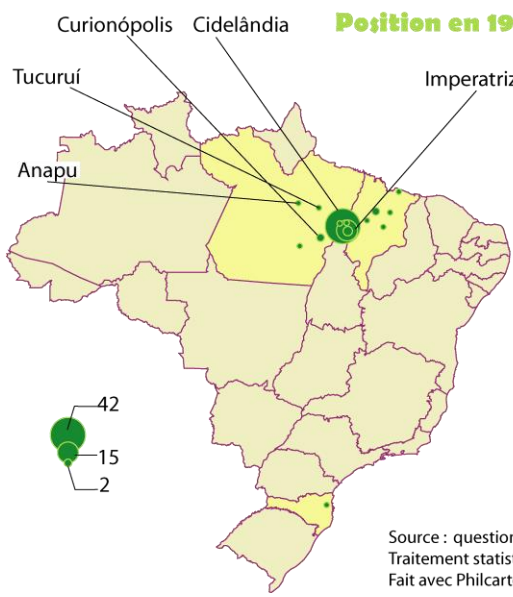 Position en 19
Curionópolis
Cidelândia
Tucuruí
Imperatriz
Anapu
42
15
2
Source : question
Traitement statist
Fait avec Philcart